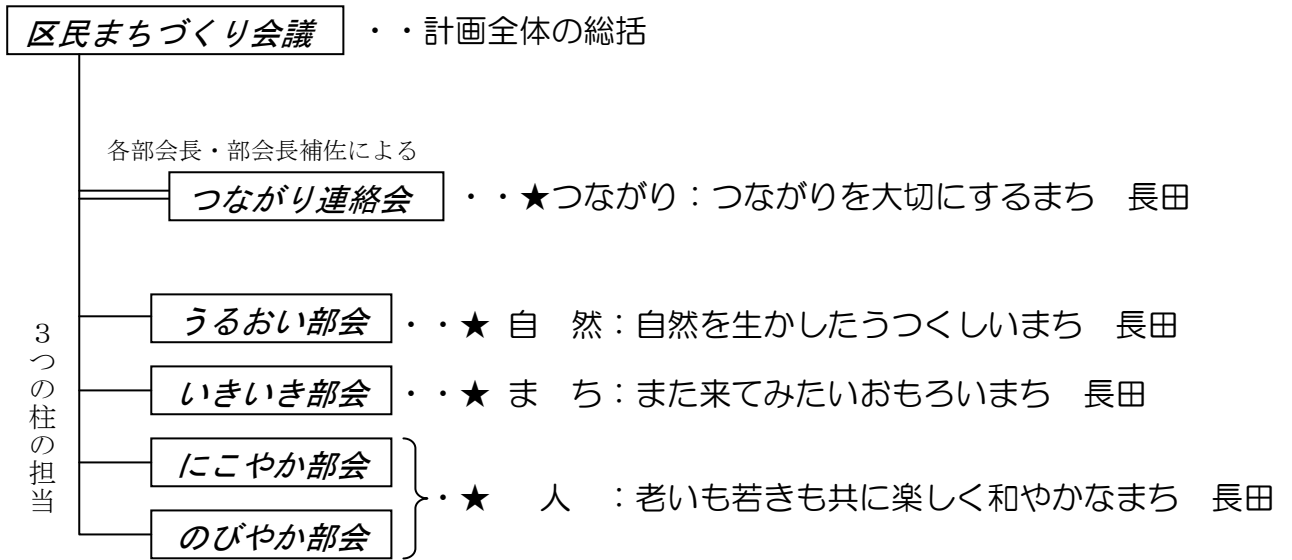 区民まちづくり会議 ・・計画全体の総括
各部会長・部会長補佐による
つながり連絡会 ・・★つながり：つながりを大切にするまち　長田
3つの柱の担当
うるおい部会 ・・★ 自　然：自然を生かしたうつくしいまち　長田
いきいき部会 ・・★ ま　ち：また来てみたいおもろいまち　長田
にこやか部会
・★　人　：老いも若きも共に楽しく和やかなまち　長田
のびやか部会